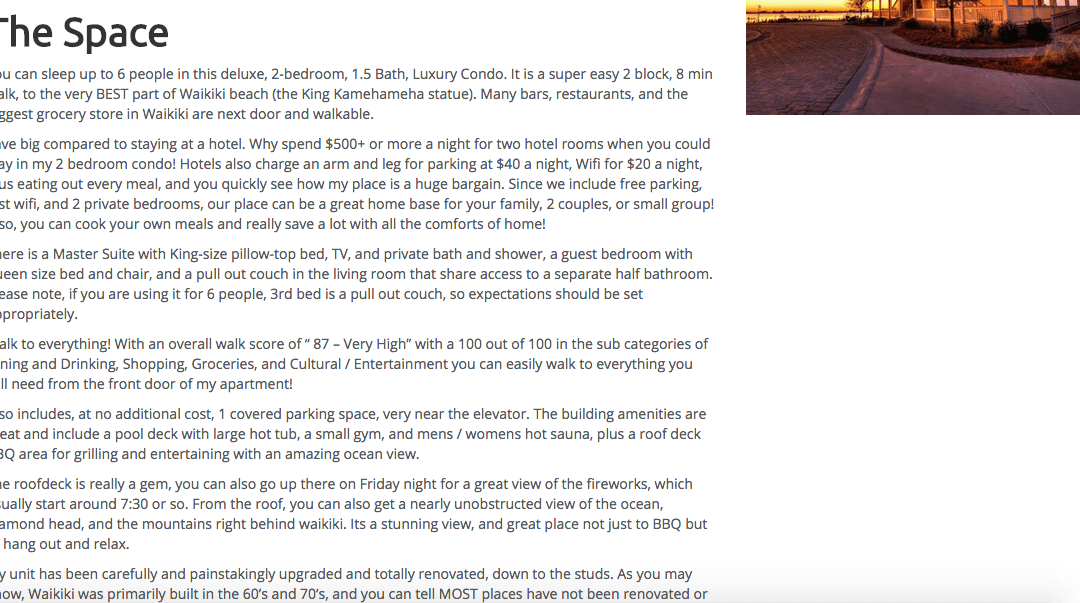 The Space
ou can sleep up to 6 people in this deluxe, 2-bedroom, 1.5 Bath, Luxury Condo. It is a super easy 2 block, 8 min
alk, to the very BEST part of Waikiki beach (the King Kamehameha statue). Many bars, restaurants, and the
ggest grocery store in Waikiki are next door and walkable.
ve big compared to staying at a hotel. Why spend $500+ or more a night for two hotel rooms when you could
ay in my 2 bedroom condo! Hotels also charge an arm and leg for parking at $40 a night, Wifi for $20 a night,
us eating out every meal, and you quickly see how my place is a huge bargain. Since we include free parking,
st wifi, and 2 private bedrooms, our place can be a great home base for your family, 2 couples, or small group!
so, you can cook your own meals and really save a lot with all the comforts of home!
here is a Master Suite with King-size pillow-top bed, TV, and private bath and shower, a guest bedroom with
ueen size bed and chair, and a pull out couch in the living room that share access to a separate half bathroom.
ease note, if you are using it for 6 people, 3rd bed is a pull out couch, so expectations should be set
ppropriately.
alk to everything! With an overall walk score of “ 87 – Very High” with a 100 out of 100 in the sub categories of
ning and Drinking, Shopping, Groceries, and Cultural / Entertainment you can easily walk to everything you
ll need from the front door of my apartment!
so includes, at no additional cost, 1 covered parking space, very near the elevator. The building amenities are
eat and include a pool deck with large hot tub, a small gym, and mens / womens hot sauna, plus a roof deck
BQ area for grilling and entertaining with an amazing ocean view.
he roofdeck is really a gem, you can also go up there on Friday night for a great view of the fireworks, which
sually start around 7:30 or so. From the roof, you can also get a nearly unobstructed view of the ocean,
amond head, and the mountains right behind waikiki. Its a stunning view, and great place not just to BBQ but
hang out and relax.
y unit has been carefully and painstakingly upgraded and totally renovated, down to the studs. As you may
now, Waikiki was primarily built in the 60’s and 70’s, and you can tell MOST places have not been renovated or